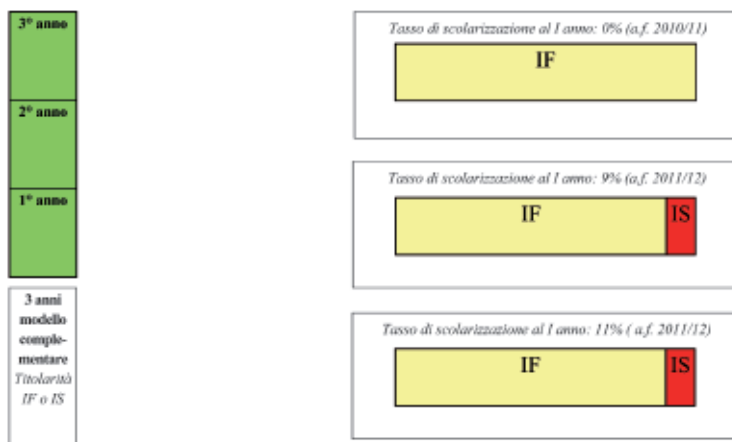 3° anno
2° anno
1° anno
3 anni
modello
comple-
mentare
Titolarità
IF o IS
Tasso di scolarizzazione al I anno: 0% (a.f. 2010/11)
IF
Tasso di scolarizzazione al I anno: 9% (a.f. 2011/12)
IF IS
Tasso di scolarizzazione al I anno: 11% ( a.f. 2011/12)
IF IS